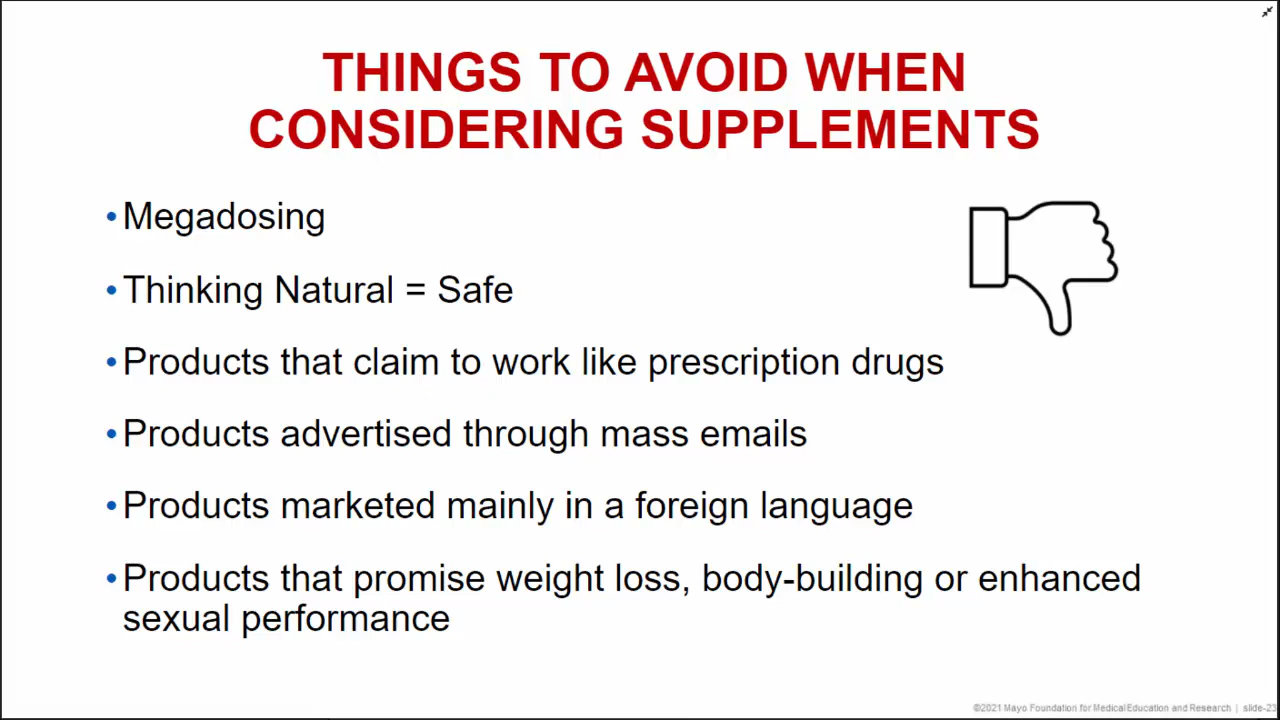 THINGS TO AVOID WHEN
CONSIDERING SUPPLEMENTS
•Megadosing
•Thinking Natural = Safe
•Products that claim to work like prescription drugs
•Products advertised through mass emails
•Products marketed mainly in a foreign language
•Products that promise weight loss, body-building or enhanced
sexual performance
©2021 Mayo Foundation for Medical Education and Research | slide-23